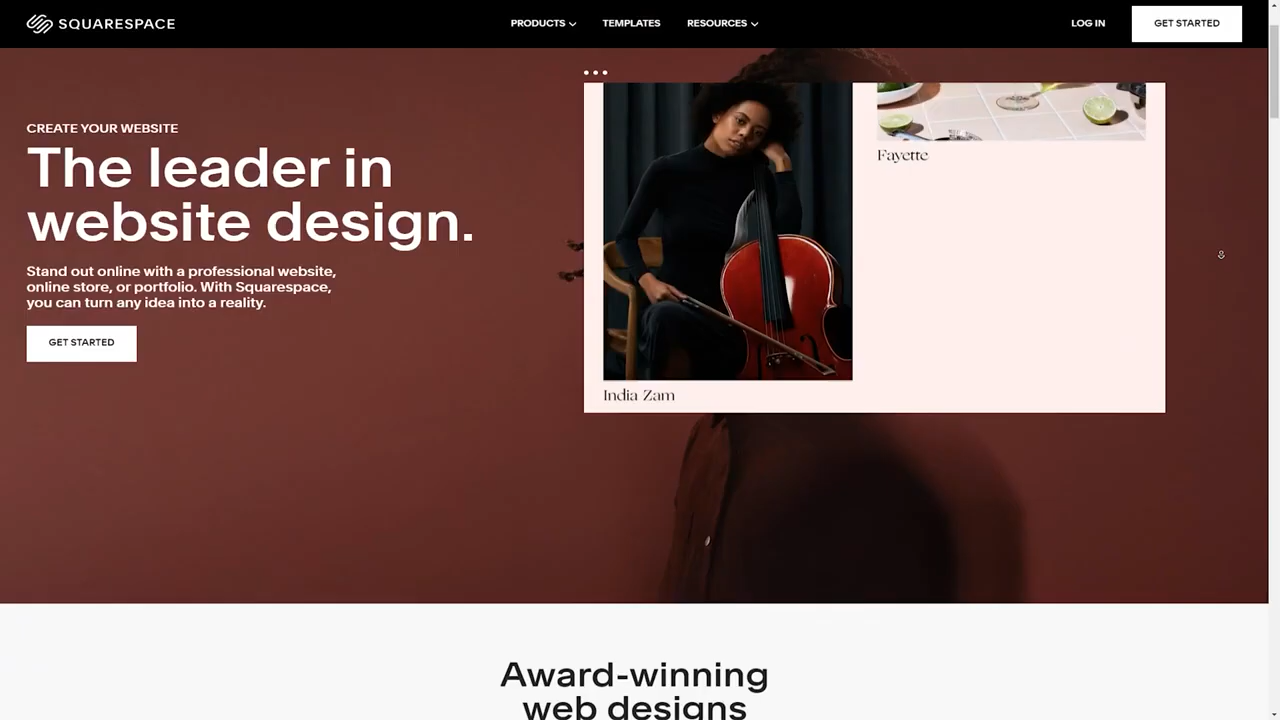 SQUARESPACE
PRODUCTS
TEMPLATES
RESOURCES
LOG IN
GET STARTED
CREATE YOUR WEBSITE
The leader in
website design.
Stand out online with a professional website,
online store, or portfolio. With Squarespace,
you can turn any idea into a reality.
GET STARTED
Fayette
India Zam
Award-winning
web designs